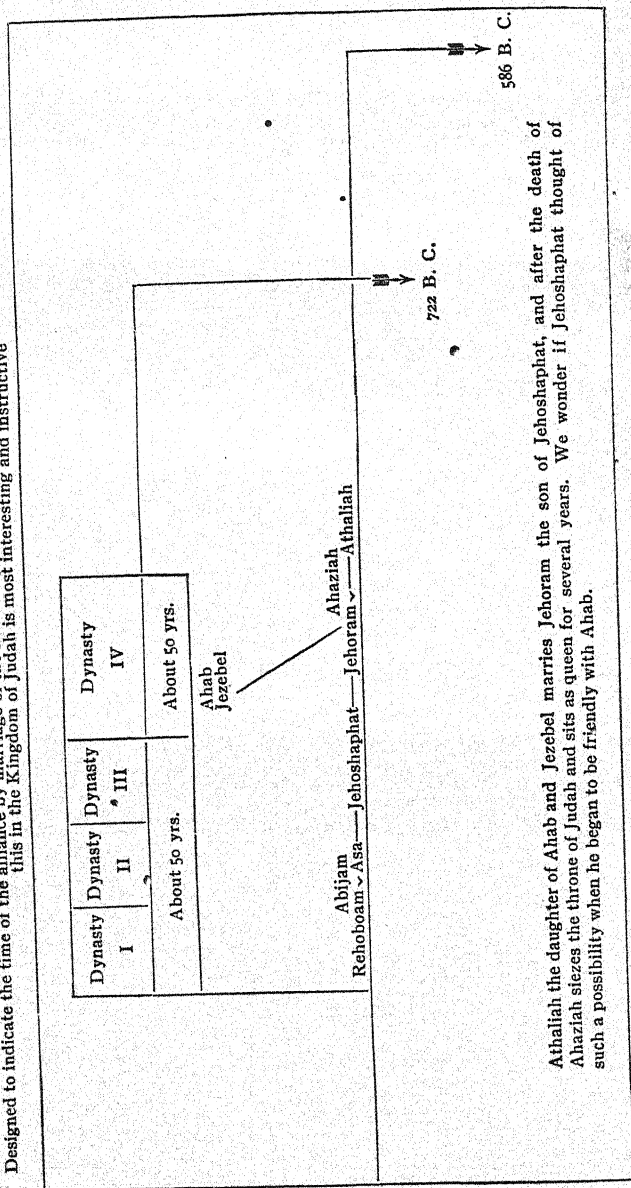 Designed to indicate the time of the alliance by marriage
this in the Kingdom of Judah is most interesting and instructive
Dynasty Dynasty Dynasty Dynasty
I II III IV
About 50 yrs. About 50 yrs.
Ahab
Jezebel
Abijam Ahaziah
Rehoboam Asa Jehoshaphat Jehoram Athaliah
722 B. C.
586 B. C.
Athaliah the daughter of Ahab and Jezebel marries Jehoram the son of Jehoshaphat, and after the death of
Ahaziah siezes the throne of Judah and sits as queen for several years. We wonder if Jehoshaphat thought of
such a possibility when he began to be friendly with Ahab.